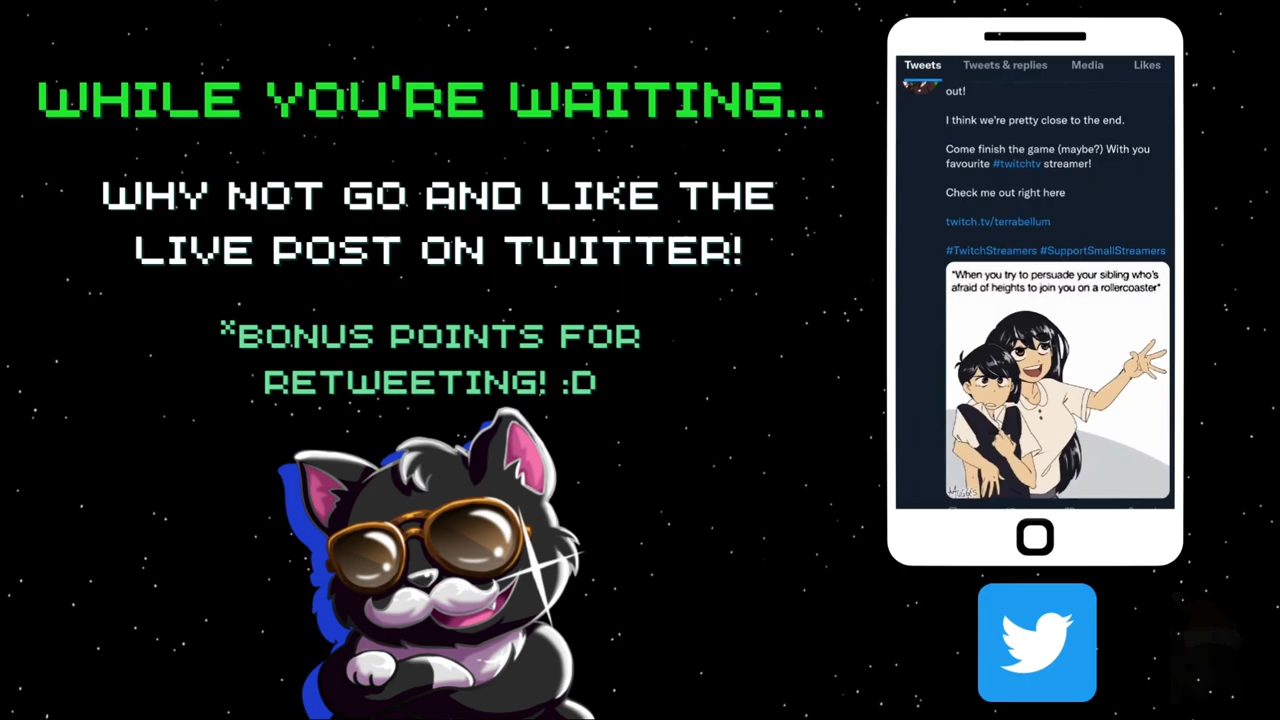 WHILE YOU'RE WAITING...
WHY NOT GO AND LIKE THE
LIVE POST ON TWITTER!
*BONUS POINTS FOR
RETWEETING! :D
Tweets Tweets & replies Media Likes
out!
I think we're pretty close to the end.
Come finish the game (maybe?) With you
favourite #twitchtv streamer!
Check me out right here
twitch.tv/terrabellum
#TwitchStreamers #SupportSmallStreamers
"When you try to persuade your sibling who's
afraid of heights to join you on a rollercoaster"